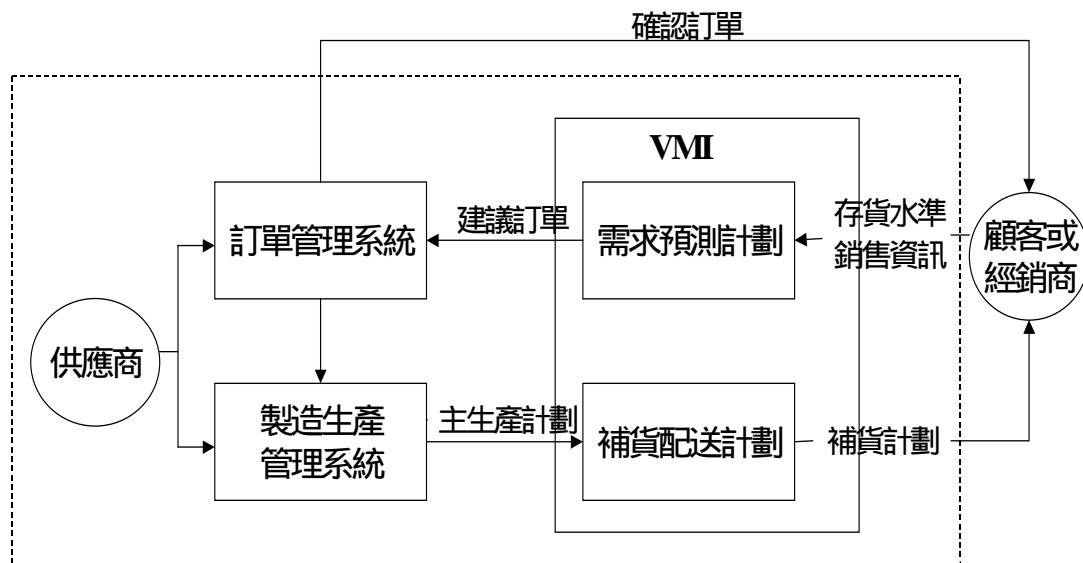 確認訂單
VMI
訂單管理系統
建議訂單
需求預測計劃
存貨水準
銷售資訊
顧客或
經銷商
供應商
製造生產
管理系統
主生產計劃
補貨配送計劃
補貨計劃